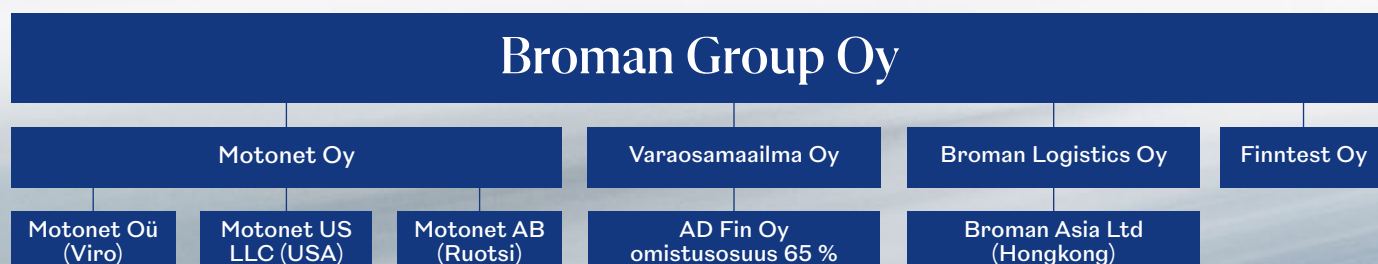 Broman Group Oy
Motonet Oy
Varaosamaailma Oy
Broman Logistics Oy
Finntest Oy
Motonet Oü
(Viro)
Motonet US
LLC (USA)
Motonet AB
(Ruotsi)
AD Fin Oy
omistusosuus 65 %
Broman Asia Ltd
(Hongkong)